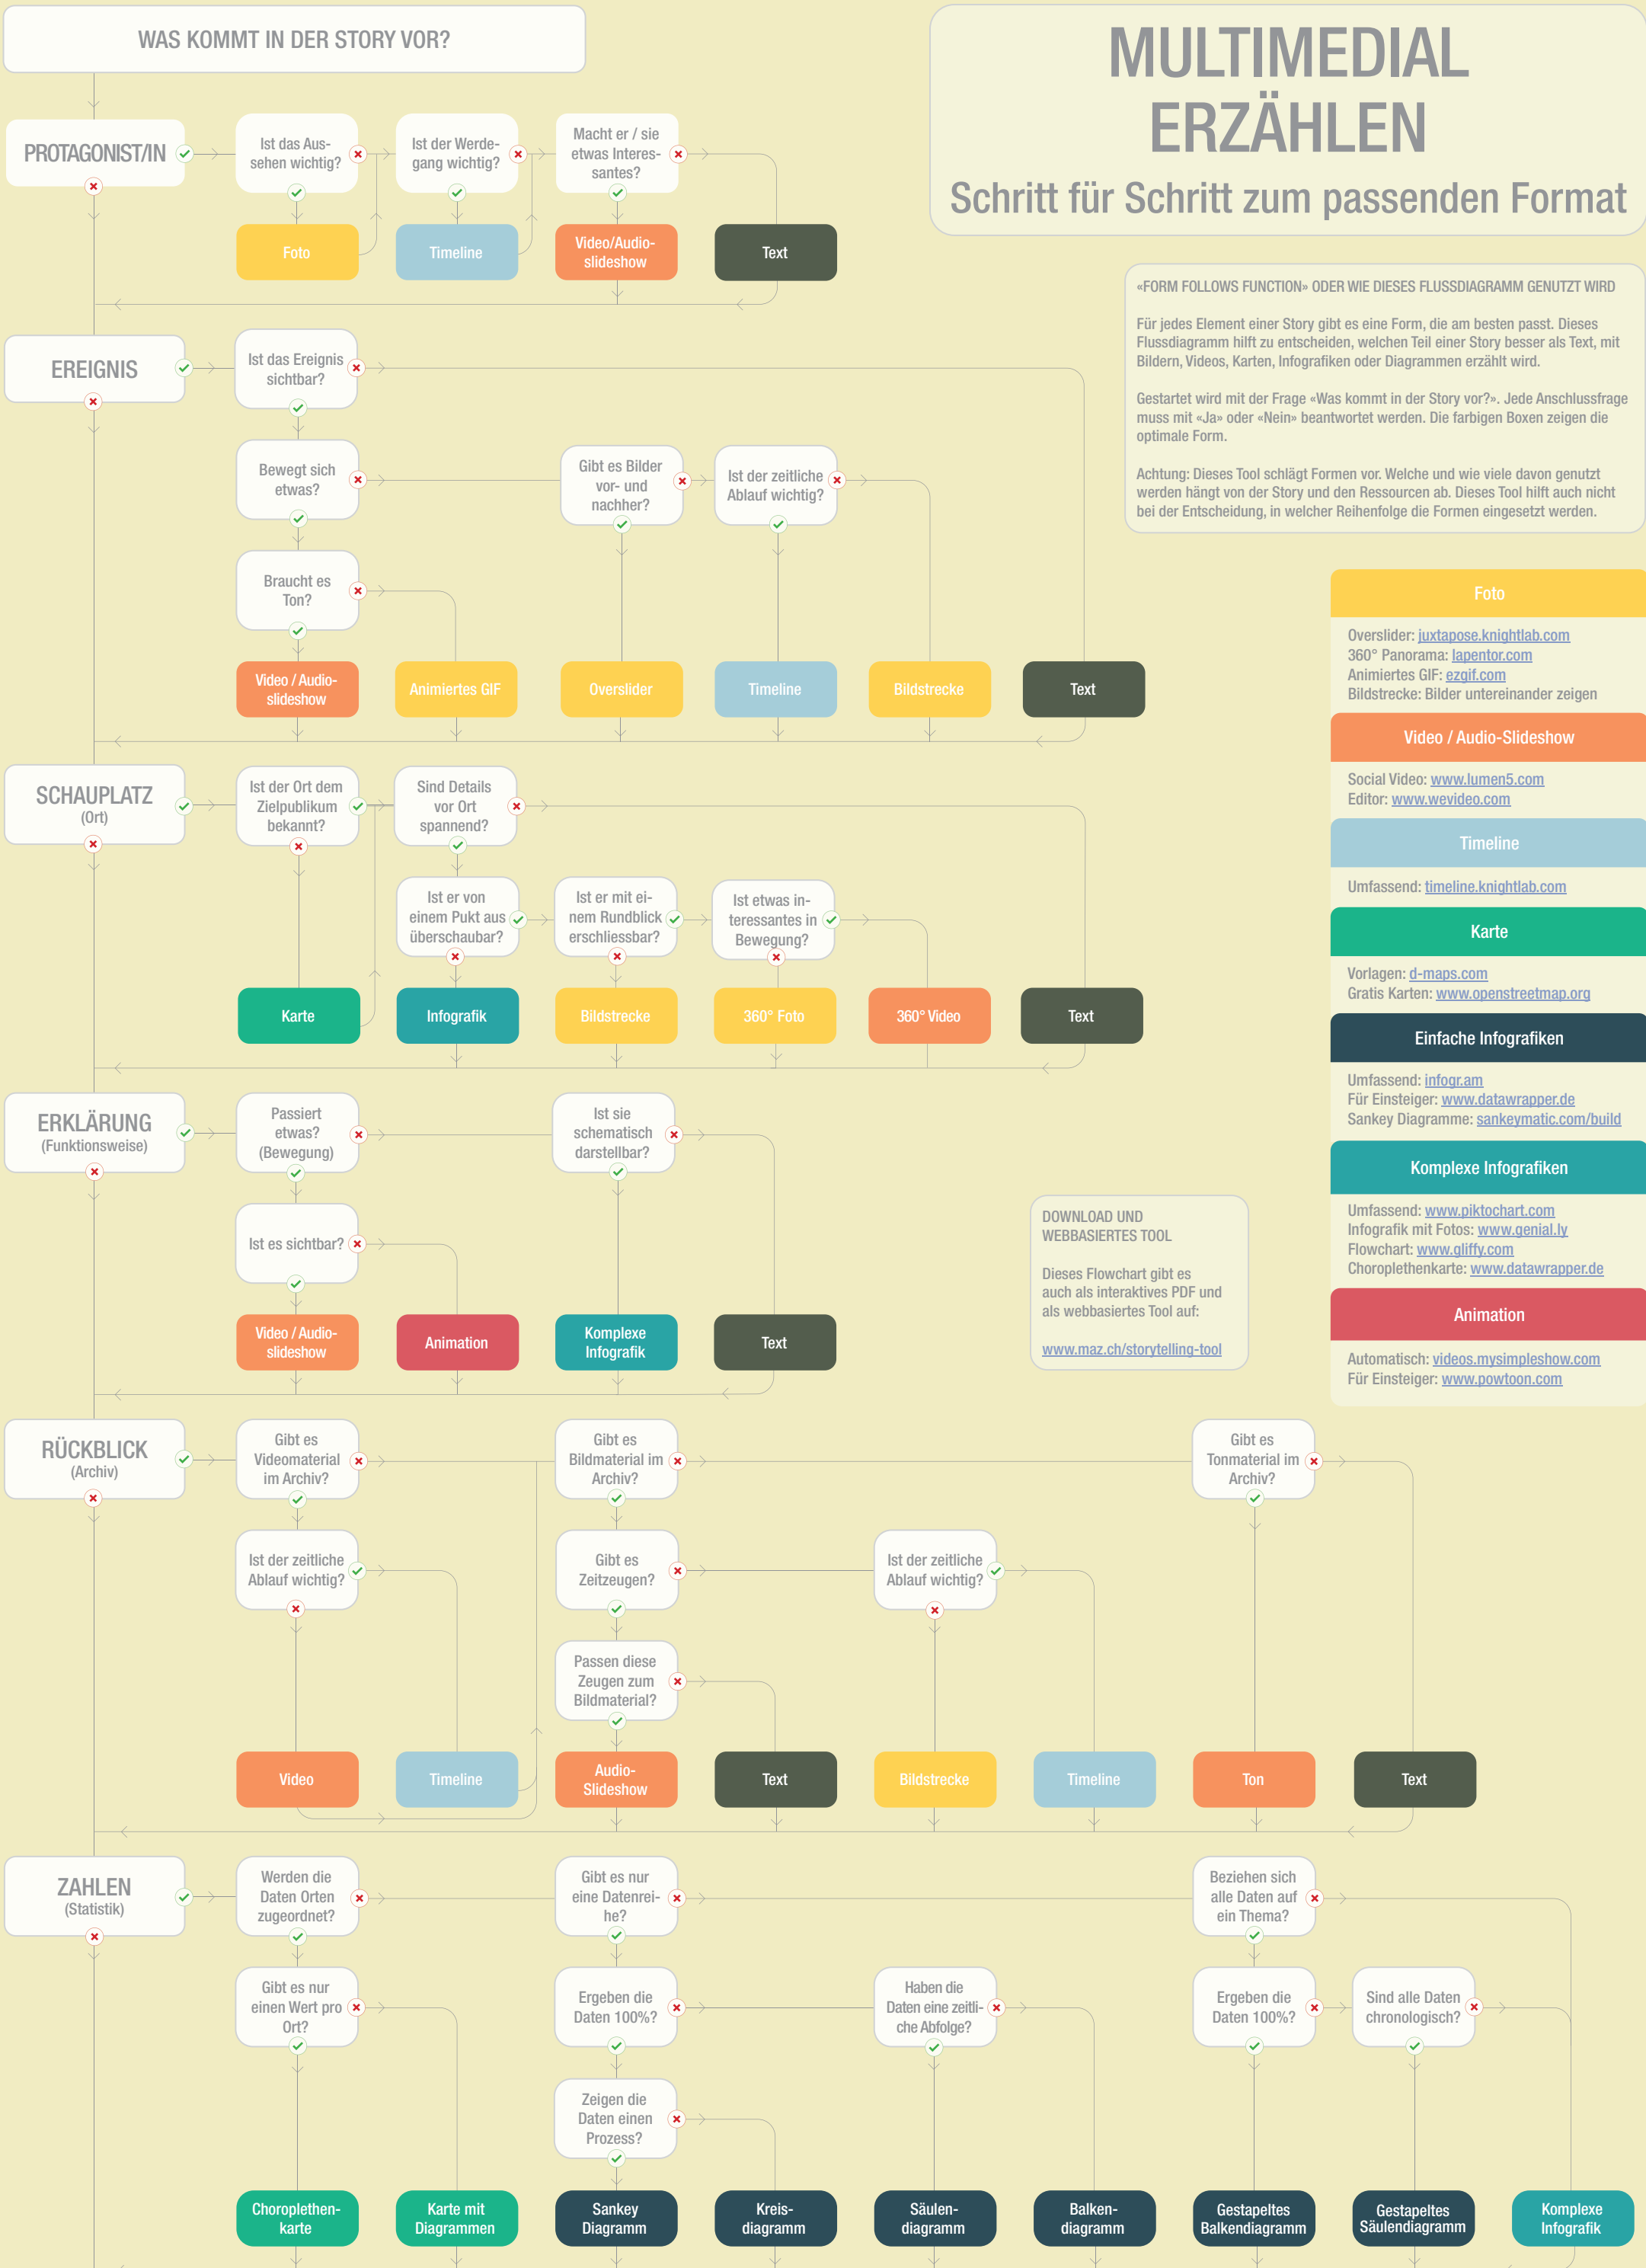 WAS KOMMT IN DER STORY VOR?
MULTIMEDIAL
ERZÄHLEN
Schritt für Schritt zum passenden Format
PROTAGONIST/IN
Ist das Aus-
sehen wichtig?
Ist der Werde-
gang wichtig?
Macht er / sie
etwas Interes-
santes?
Foto
Timeline
Video/Audio-
slideshow
Text
«FORM FOLLOWS FUNCTION» ODER WIE DIESES FLUSSDIAGRAMM GENUTZT WIRD
Für jedes Element einer Story gibt es eine Form, die am besten passt. Dieses
Flussdiagramm hilft zu entscheiden, welchen Teil einer Story besser als Text, mit
Bildern, Videos, Karten, Infografiken oder Diagrammen erzählt wird.
Gestartet wird mit der Frage «Was kommt in der Story vor?». Jede Anschlussfrage
muss mit «Ja» oder «Nein» beantwortet werden. Die farbigen Boxen zeigen die
optimale Form.
Achtung: Dieses Tool schlägt Formen vor. Welche und wie viele davon genutzt
werden hängt von der Story und den Ressourcen ab. Dieses Tool hilft auch nicht
bei der Entscheidung, in welcher Reihenfolge die Formen eingesetzt werden.
EREIGNIS
Ist das Ereignis
sichtbar?
Bewegt sich
etwas?
Gibt es Bilder
vor- und
nachher?
Ist der zeitliche
Ablauf wichtig?
Braucht es
Ton?
Video / Audio-
slideshow
Animiertes GIF
Overslider
Timeline
Bildstrecke
Text
SCHAUPLATZ
(Ort)
Ist der Ort dem
Zielpublikum
bekannt?
Sind Details
vor Ort
spannend?
Ist er von
einem Pukt aus
überschaubar?
Ist er mit ei-
nem Rundblick
erschliessbar?
Ist etwas in-
teressantes in
Bewegung?
Karte
Infografik
Bildstrecke
360° Foto
360° Video
Text
ERKLÄRUNG
(Funktionsweise)
Passiert
etwas?
(Bewegung)
Ist sie
schematisch
darstellbar?
Ist es sichtbar?
Video / Audio-
slideshow
Animation
Komplexe
Infografik
Text
DOWNLOAD UND
WEBBASIERTES TOOL
Dieses Flowchart gibt es
auch als interaktives PDF und
als webbasiertes Tool auf:
www.maz.ch/storytelling-tool
Foto
Overslider: juxtapose.knightlab.com
360° Panorama: lapentor.com
Animiertes GIF: ezgif.com
Bildstrecke: Bilder untereinander zeigen
Video / Audio-Slideshow
Social Video: www.lumen5.com
Editor: www.wevideo.com
Timeline
Umfassend: timeline.knightlab.com
Karte
Vorlagen: d-maps.com
Gratis Karten: www.openstreetmap.org
Einfache Infografiken
Umfassend: infogr.am
Für Einsteiger: www.datawrapper.de
Sankey Diagramme: sankeymatic.com/build
Komplexe Infografiken
Umfassend: www.piktochart.com
Infografik mit Fotos: www.genial.ly
Flowchart: www.gliffy.com
Choroplethenkarte: www.datawrapper.de
Animation
Automatisch: videos.mysimpleshow.com
Für Einsteiger: www.powtoon.com
RÜCKBLICK
(Archiv)
Gibt es
Videomaterial
im Archiv?
Gibt es
Bildmaterial im
Archiv?
Gibt es
Tonmaterial im
Archiv?
Ist der zeitliche
Ablauf wichtig?
Gibt es
Zeitzeugen?
Ist der zeitliche
Ablauf wichtig?
Passen diese
Zeugen zum
Bildmaterial?
Video
Timeline
Audio-
Slideshow
Text
Bildstrecke
Timeline
Ton
Text
ZAHLEN
(Statistik)
Werden die
Daten Orten
zugeordnet?
Gibt es nur
eine Datenrei-
he?
Beziehen sich
alle Daten auf
ein Thema?
Gibt es nur
einen Wert pro
Ort?
Ergeben die
Daten 100%?
Haben die
Daten eine zeitli-
che Abfolge?
Ergeben die
Daten 100%?
Sind alle Daten
chronologisch?
Zeigen die
Daten einen
Prozess?
Choroplethen-
karte
Karte mit
Diagrammen
Sankey
Diagramm
Kreis-
diagramm
Säulen-
diagramm
Balken-
diagramm
Gestapeltes
Balkendiagramm
Gestapeltes
Säulendiagramm
Komplexe
Infografik